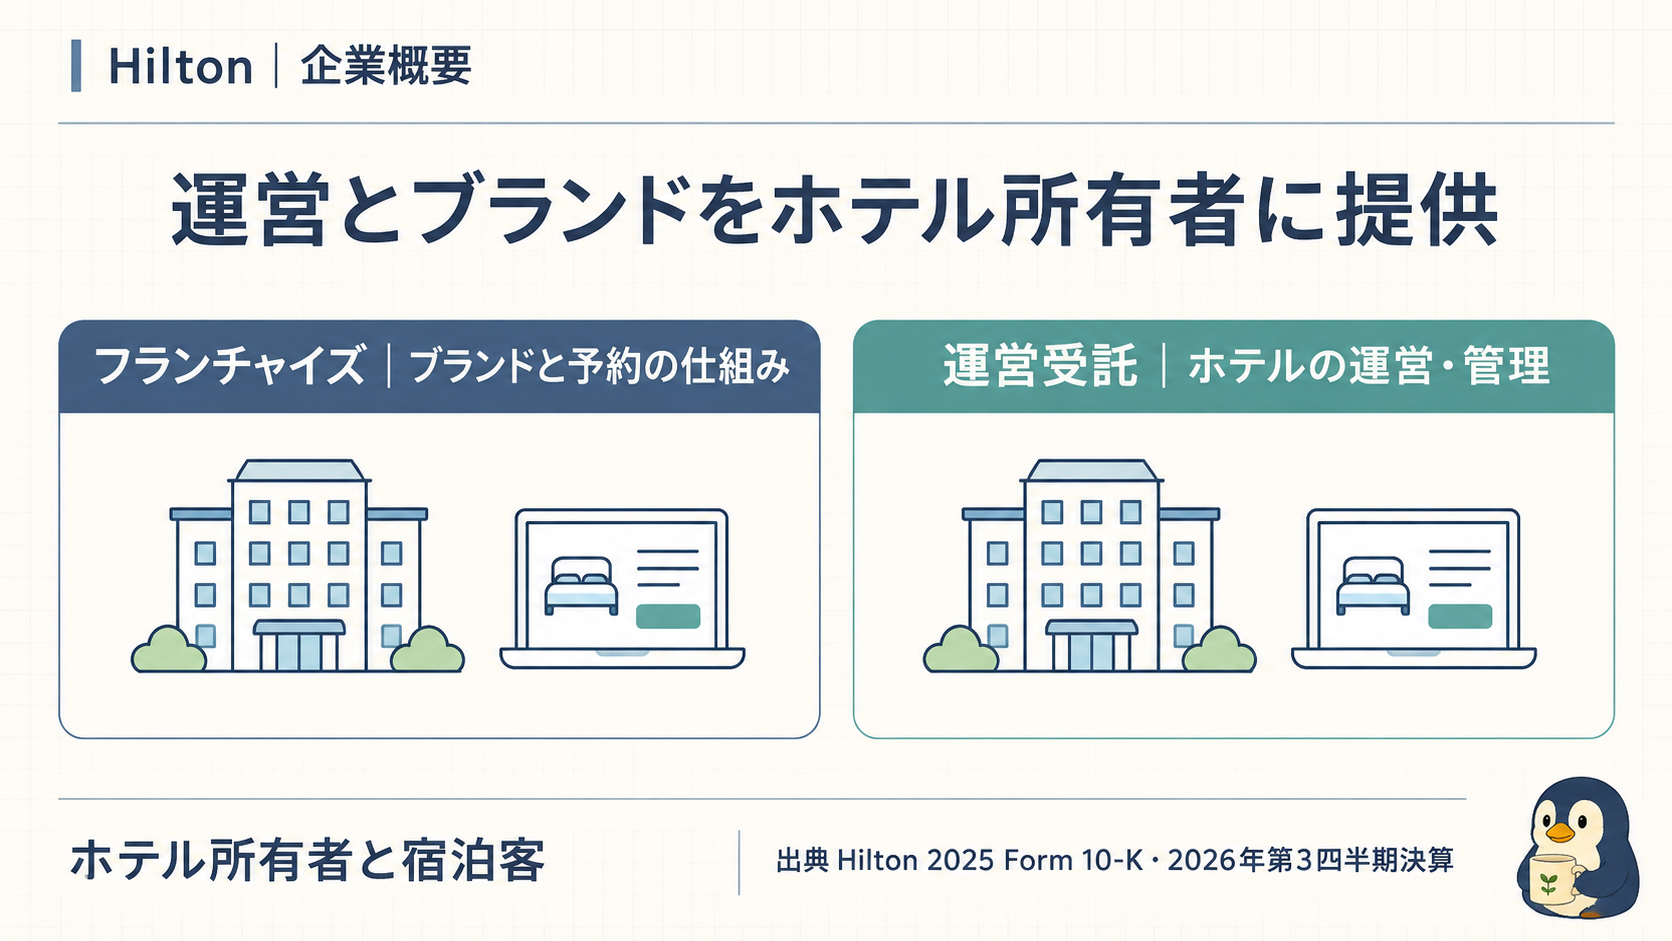 Hilton｜企業概要
運営とブランドをホテル所有者に提供
フランチャイズ｜ブランドと予約の仕組み
運営受託｜ホテルの運営・管理
ホテル所有者と宿泊客
出典 Hilton 2025 Form 10-K・2026年第3四半期決算